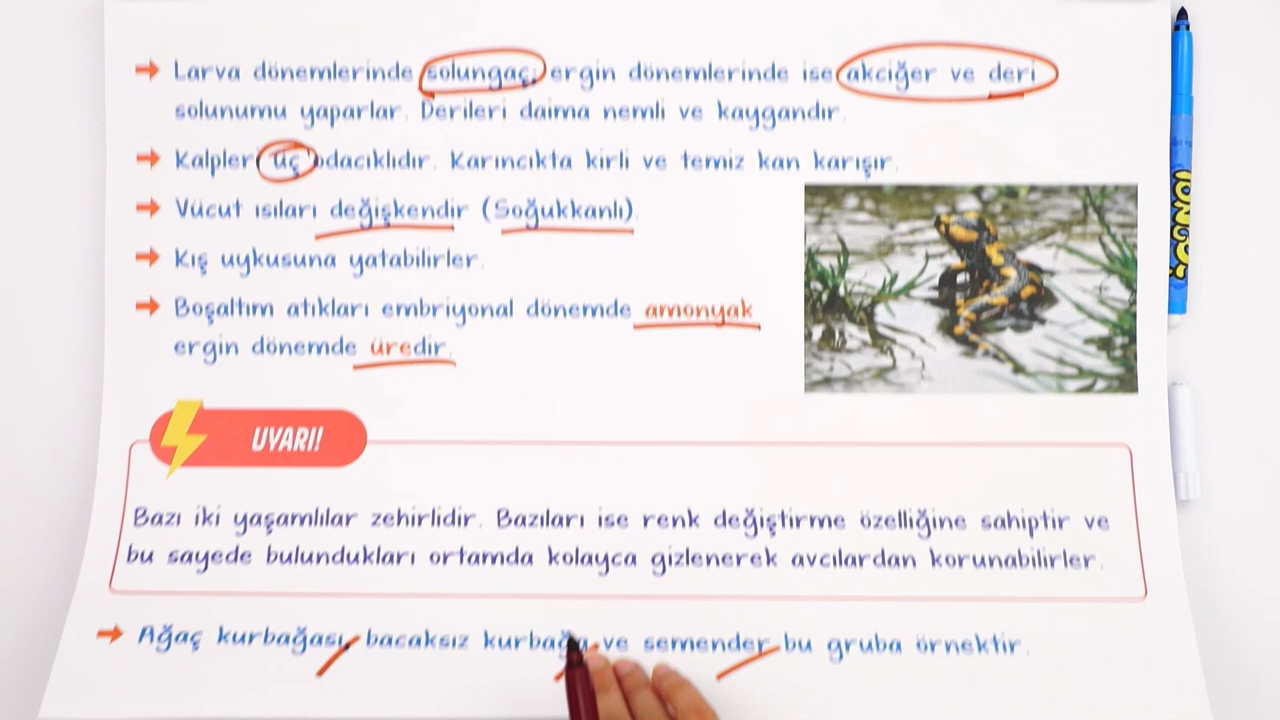 Larva dönemlerinde solungaç; ergin dönemlerinde ise akciğer ve deri
solunumu yaparlar. Derileri daima nemli ve kaygandır.
Kalpleri üç odacıklıdır. Karıncıkta kirli ve temiz kan karışır.
Vücut ısıları değişkendir (Soğukkanlı).
Kış uykusuna yatabilirler.
Boşaltım atıkları embriyonal dönemde amonyak
ergin dönemde üredir.
UYARI!
Bazı iki yaşamlılar zehirlidir. Bazıları ise renk değiştirme özelliğine sahiptir ve
bu sayede bulundukları ortamda kolayca gizlenerek avcılardan korunabilirler.
Ağaç kurbağası, bacaksız kurbağa ve semender bu gruba örnektir.